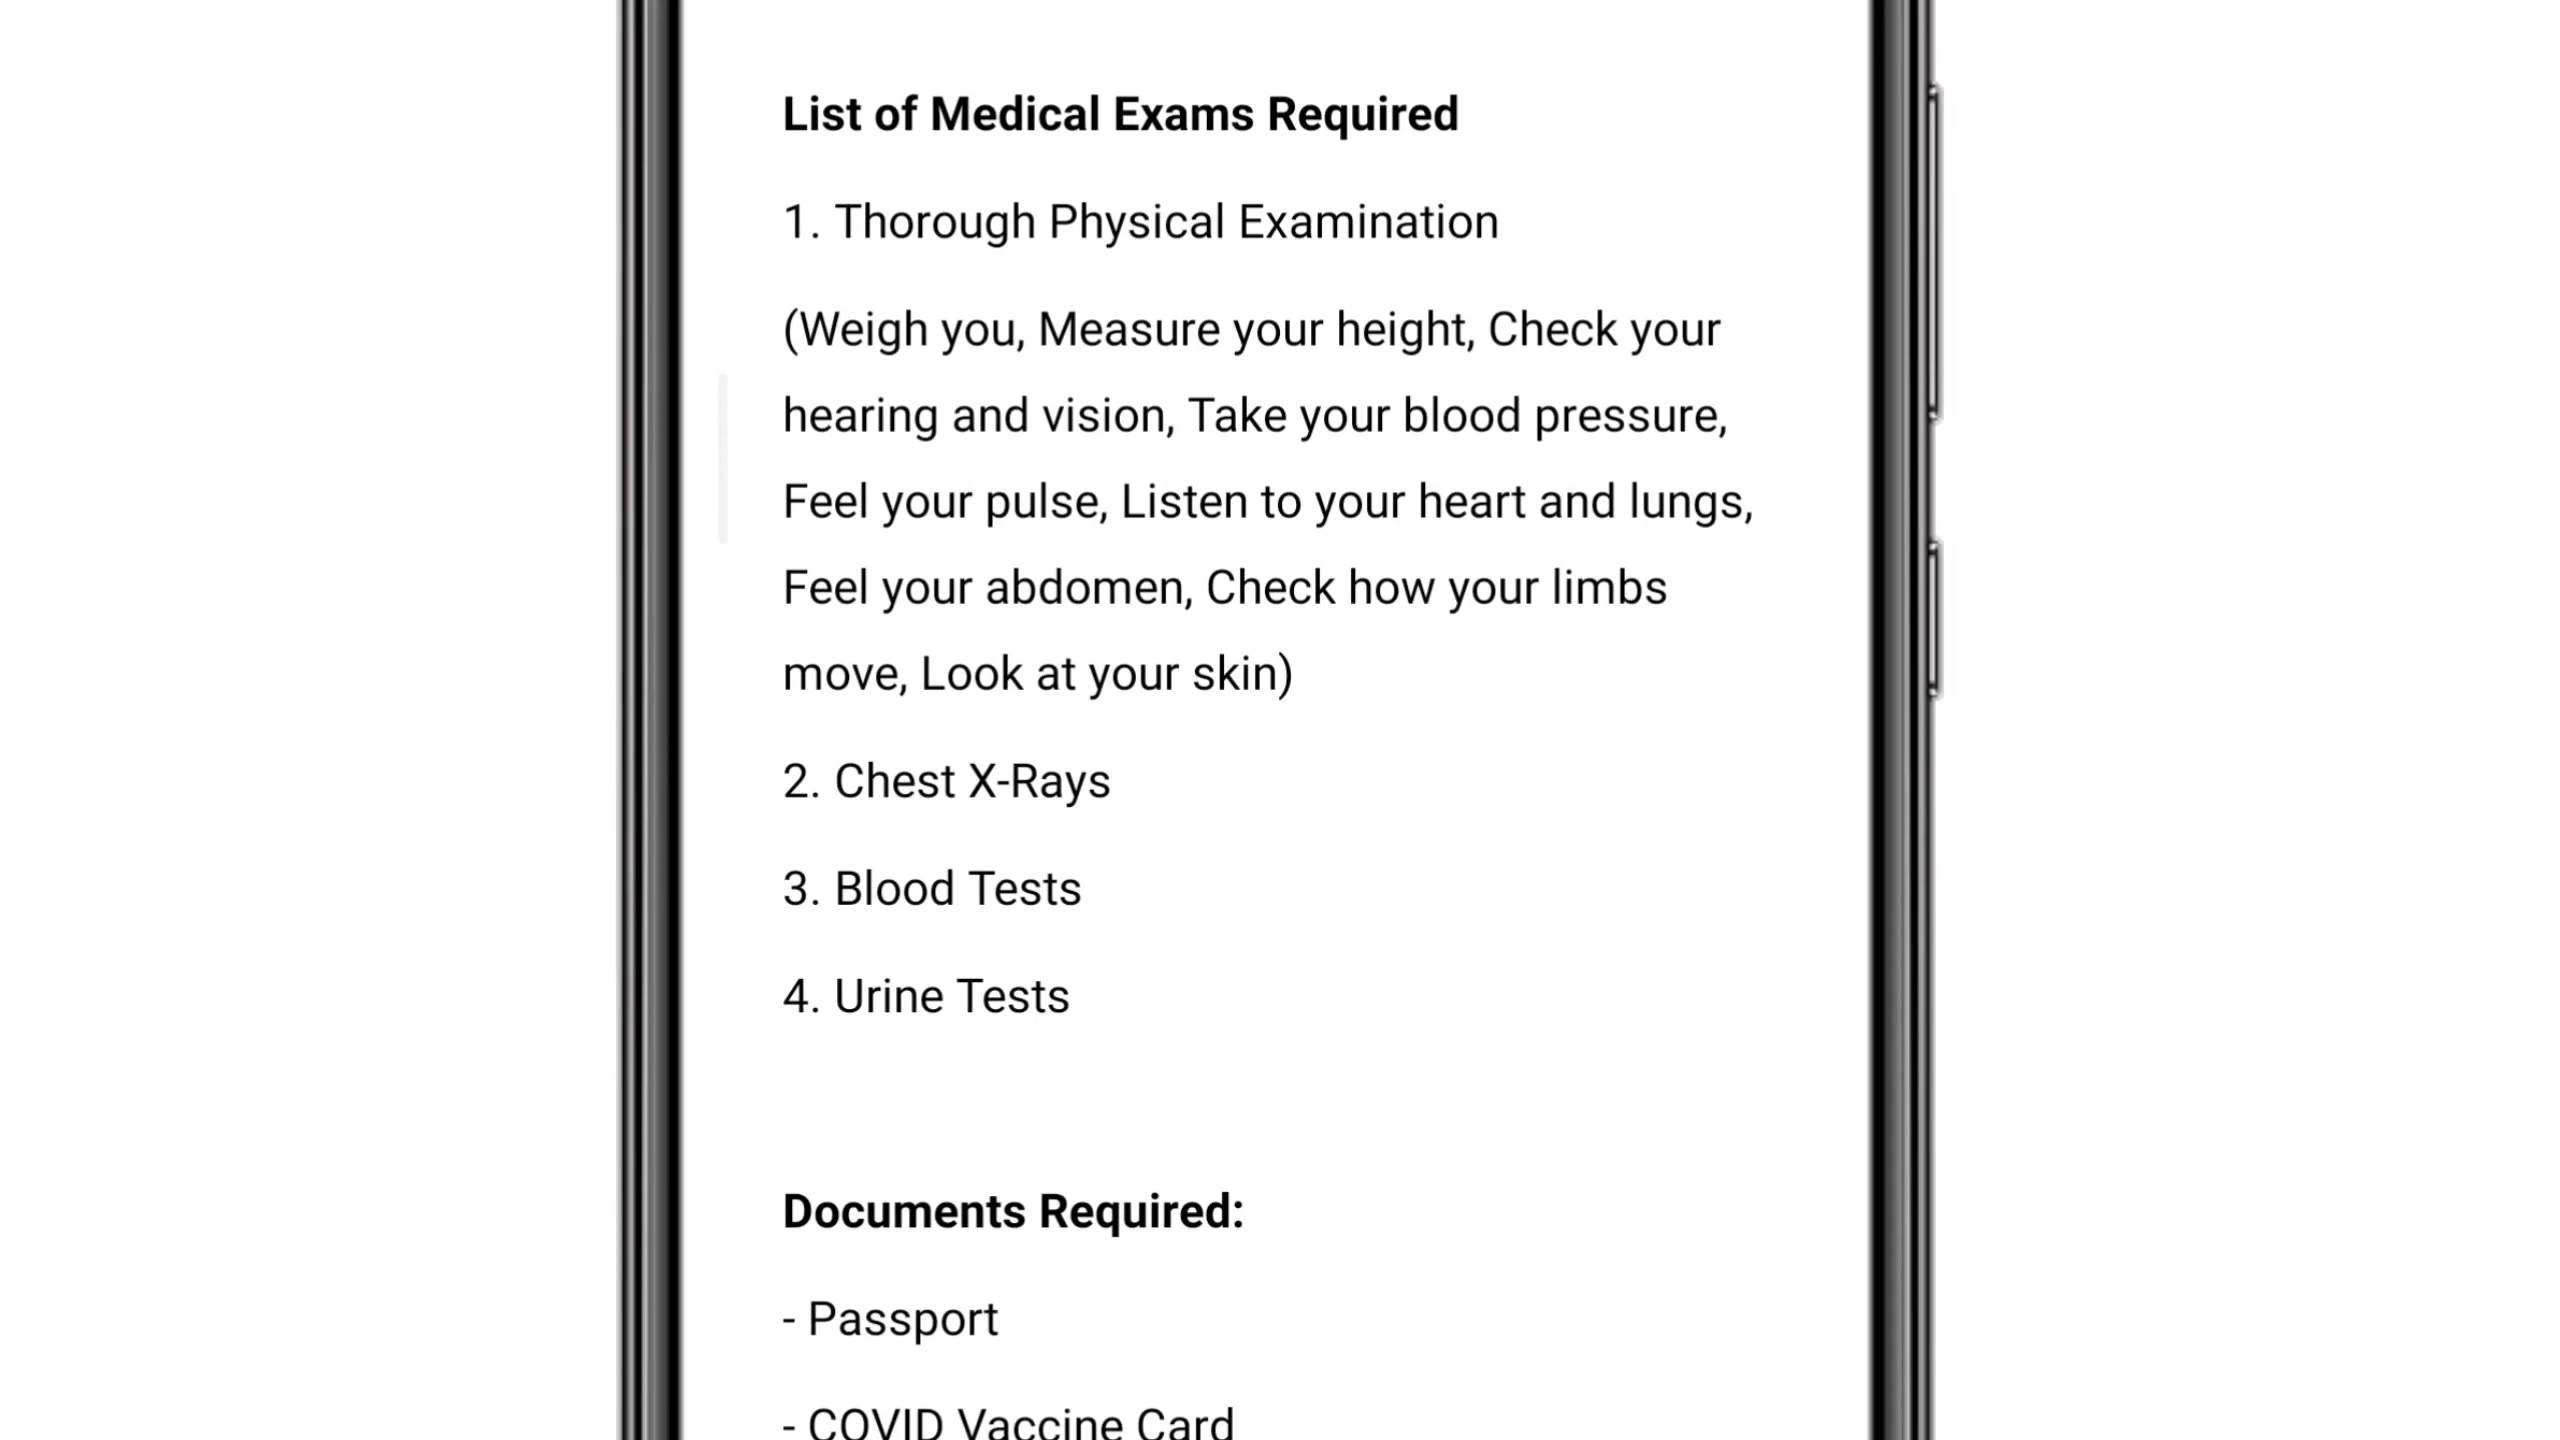 List of Medical Exams Required
1. Thorough Physical Examination
(Weigh you, Measure your height, Check your
hearing and vision, Take your blood pressure,
Feel your pulse, Listen to your heart and lungs,
Feel your abdomen, Check how your limbs
move, Look at your skin)
2. Chest X-Rays
3. Blood Tests
4. Urine Tests
Documents Required:
- Passport
- COVID Vaccine Card